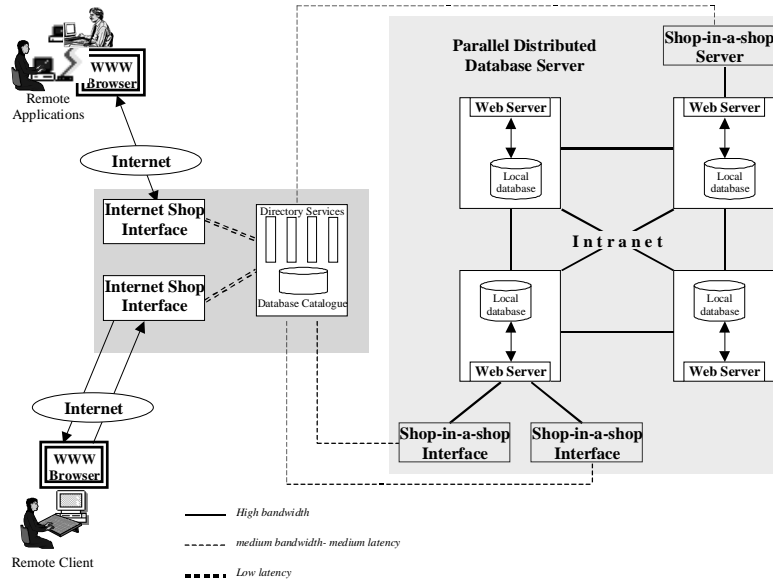 WWW
Browser
Remote
Applications
Internet
Internet Shop
Interface
Internet Shop
Interface
Directory Services
Database Catalogue
Internet
WWW
Browser
Remote Client
Parallel Distributed
Database Server
Shop-in-a-shop
Server
Web Server
Local
database
Web Server
Local
database
I n t r a n e t
Local
database
Web Server
Local
database
Web Server
Shop-in-a-shop
Interface
Shop-in-a-shop
Interface
High bandwidth
medium bandwidth- medium latency
Low latency